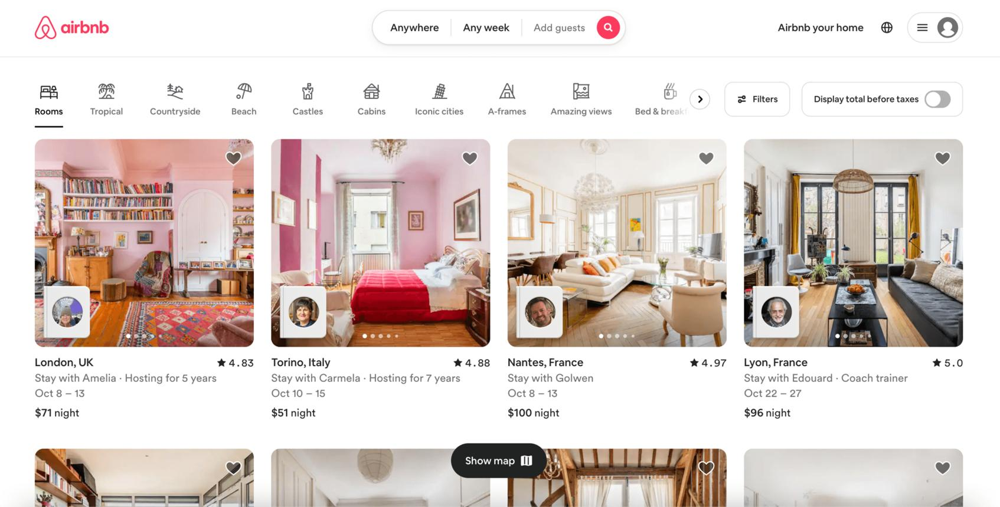 airbnb
Anywhere Any week Add guests
Airbnb your home
Rooms Tropical Countryside Beach Castles Cabins Iconic cities A-frames Amazing views Bed & breakf
Filters
Display total before taxes
London, UK 4.83
Stay with Amelia · Hosting for 5 years
Oct 8 – 13
$71 night
Torino, Italy 4.88
Stay with Carmela · Hosting for 7 years
Oct 10 – 15
$51 night
Nantes, France 4.97
Stay with Golwen
Oct 8 – 13
$100 night
Lyon, France 5.0
Stay with Edouard · Coach trainer
Oct 22 – 27
$96 night
Show map